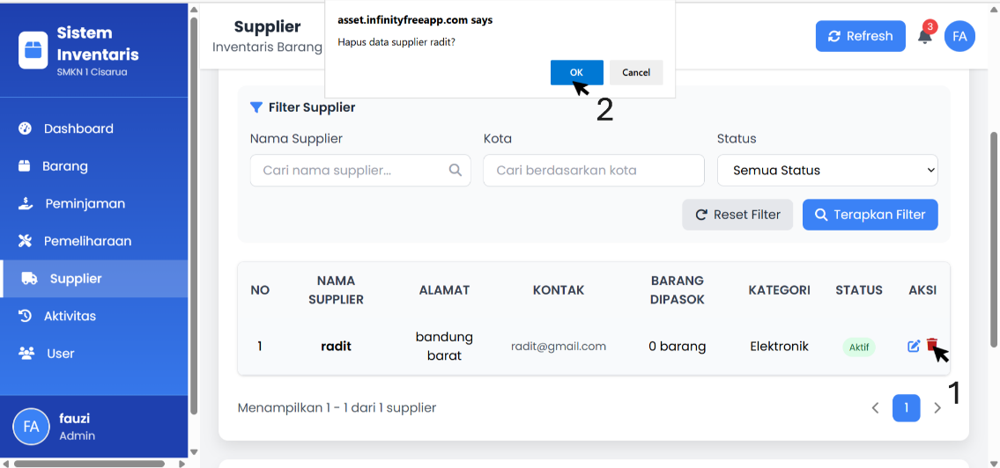 Sistem
Inventaris
SMKN 1 Cisarua
Dashboard
Barang
Peminjaman
Pemeliharaan
Supplier
Aktivitas
User
FA
fauzi
Admin
Supplier
Inventaris Barang
asset.infinityfreeapp.com says
Hapus data supplier radit?
OK
Cancel
2
Refresh
3
FA
Filter Supplier
Nama Supplier
Kota
Status
Cari nama supplier...
Cari berdasarkan kota
Semua Status
Reset Filter
Terapkan Filter
NO
NAMA
SUPPLIER
ALAMAT
KONTAK
BARANG
DIPASOK
KATEGORI
STATUS
AKSI
1
radit
bandung
barat
radit@gmail.com
0 barang
Elektronik
Aktif
1
Menampilkan 1 - 1 dari 1 supplier
1